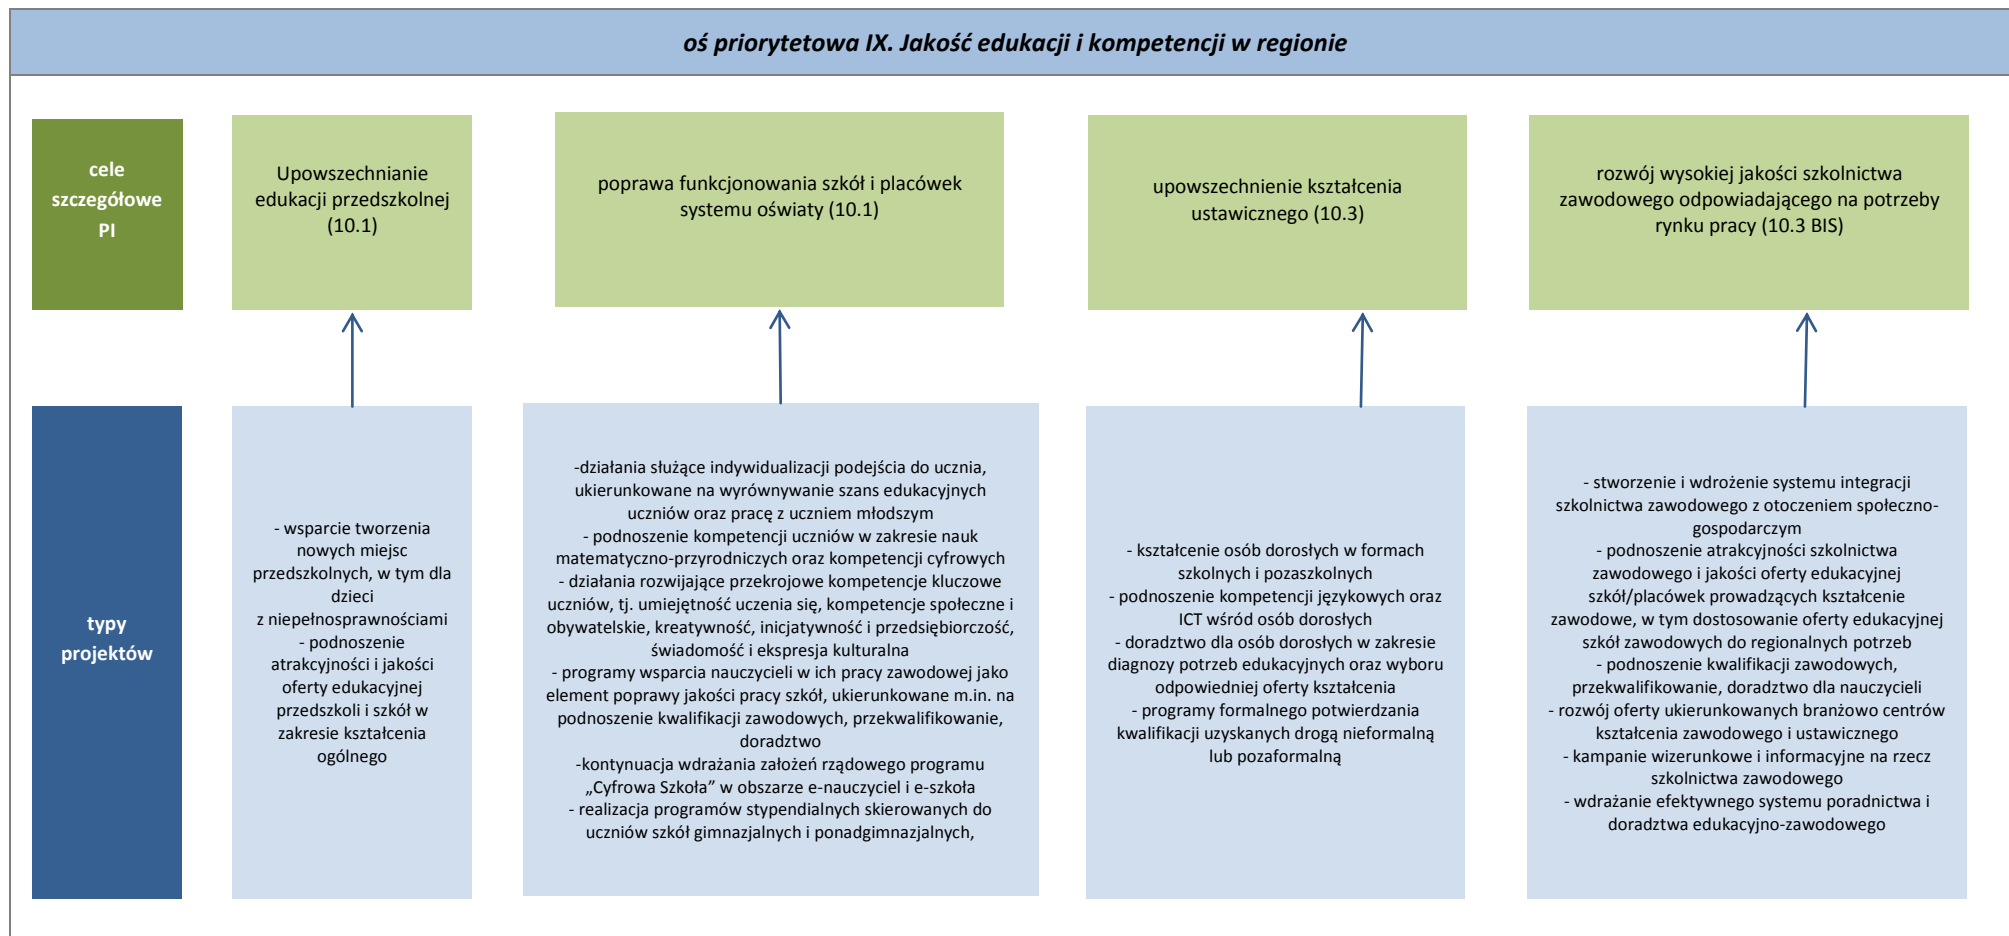 oś priorytetowa IX. Jakość edukacji i kompetencji w regionie
cele
szczegółowe
PI
Upowszechnianie
edukacji przedszkolnej
(10.1)
poprawa funkcjonowania szkół i placówek
systemu oświaty (10.1)
upowszechnienie kształcenia
ustawicznego (10.3)
rozwój wysokiej jakości szkolnictwa
zawodowego odpowiadającego na potrzeby
rynku pracy (10.3 BIS)
typy
projektów
- wsparcie tworzenia
nowych miejsc
przedszkolnych, w tym dla
dzieci
z niepełnosprawnościami
- podnoszenie
atrakcyjności i jakości
oferty edukacyjnej
przedszkoli i szkół w
zakresie kształcenia
ogólnego
-działania służące indywidualizacji podejścia do ucznia,
ukierunkowane na wyrównywanie szans edukacyjnych
uczniów oraz pracę z uczniem młodszym
- podnoszenie kompetencji uczniów w zakresie nauk
matematyczno-przyrodniczych oraz kompetencji cyfrowych
- działania rozwijające przekrojowe kompetencje kluczowe
uczniów, tj. umiejętność uczenia się, kompetencje społeczne i
obywatelskie, kreatywność, inicjatywność i przedsiębiorczość,
świadomość i ekspresja kulturalna
- programy wsparcia nauczycieli w ich pracy zawodowej jako
element poprawy jakości pracy szkół, ukierunkowane m.in. na
podnoszenie kwalifikacji zawodowych, przekwalifikowanie,
doradztwo
-kontynuacja wdrażania założeń rządowego programu
„Cyfrowa Szkoła” w obszarze e-nauczyciel i e-szkoła
- realizacja programów stypendialnych skierowanych do
uczniów szkół gimnazjalnych i ponadgimnazjalnych,
- kształcenie osób dorosłych w formach
szkolnych i pozaszkolnych
- podnoszenie kompetencji językowych oraz
ICT wśród osób dorosłych
- doradztwo dla osób dorosłych w zakresie
diagnozy potrzeb edukacyjnych oraz wyboru
odpowiedniej oferty kształcenia
- programy formalnego potwierdzania
kwalifikacji uzyskanych drogą nieformalną
lub pozaformalną
- stworzenie i wdrożenie systemu integracji
szkolnictwa zawodowego z otoczeniem społeczno-
gospodarczym
- podnoszenie atrakcyjności szkolnictwa
zawodowego i jakości oferty edukacyjnej
szkół/placówek prowadzących kształcenie
zawodowe, w tym dostosowanie oferty edukacyjnej
szkół zawodowych do regionalnych potrzeb
- podnoszenie kwalifikacji zawodowych,
przekwalifikowanie, doradztwo dla nauczycieli
- rozwój oferty ukierunkowanych branżowo centrów
kształcenia zawodowego i ustawicznego
- kampanie wizerunkowe i informacyjne na rzecz
szkolnictwa zawodowego
- wdrażanie efektywnego systemu poradnictwa i
doradztwa edukacyjno-zawodowego